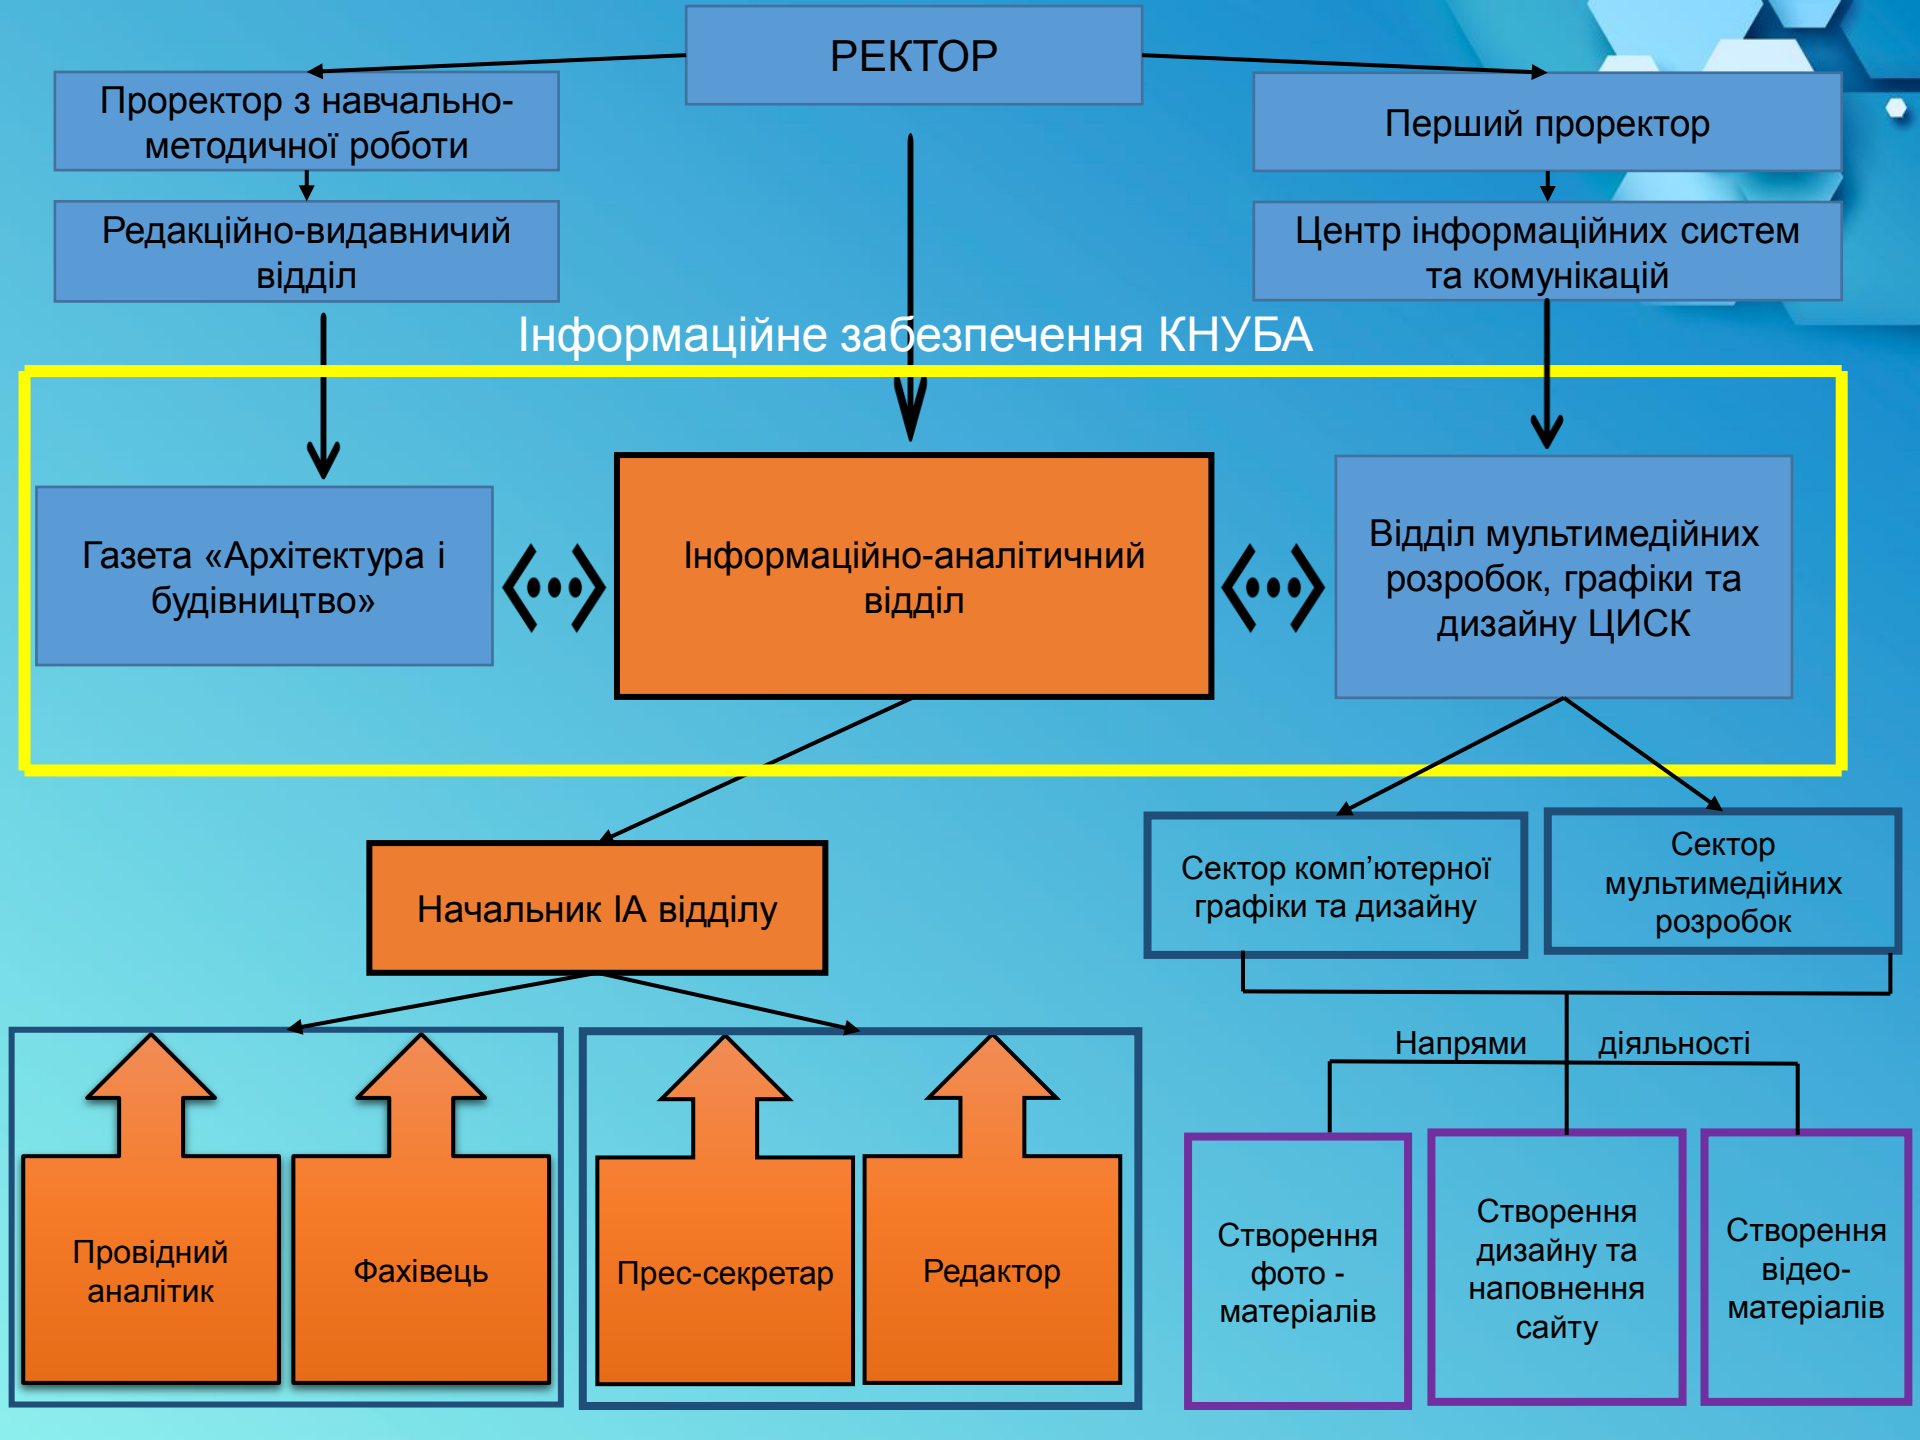 РЕКТОР
Проректор з навчально-
методичної роботи
Перший проректор
Редакційно-видавничий
відділ
Центр інформаційних систем
та комунікацій
Інформаційне забезпечення КНУБА
Газета «Архітектура і
будівництво»
Інформаційно-аналітичний
відділ
Відділ мультимедійних
розробок, графіки та
дизайну ЦИСК
Начальник ІА відділу
Сектор комп’ютерної
графіки та дизайну
Сектор
мультимедійних
розробок
Напрями діяльності
Провідний
аналітик
Фахівець
Прес-секретар
Редактор
Створення
фото -
матеріалів
Створення
дизайну та
наповнення
сайту
Створення
відео-
матеріалів